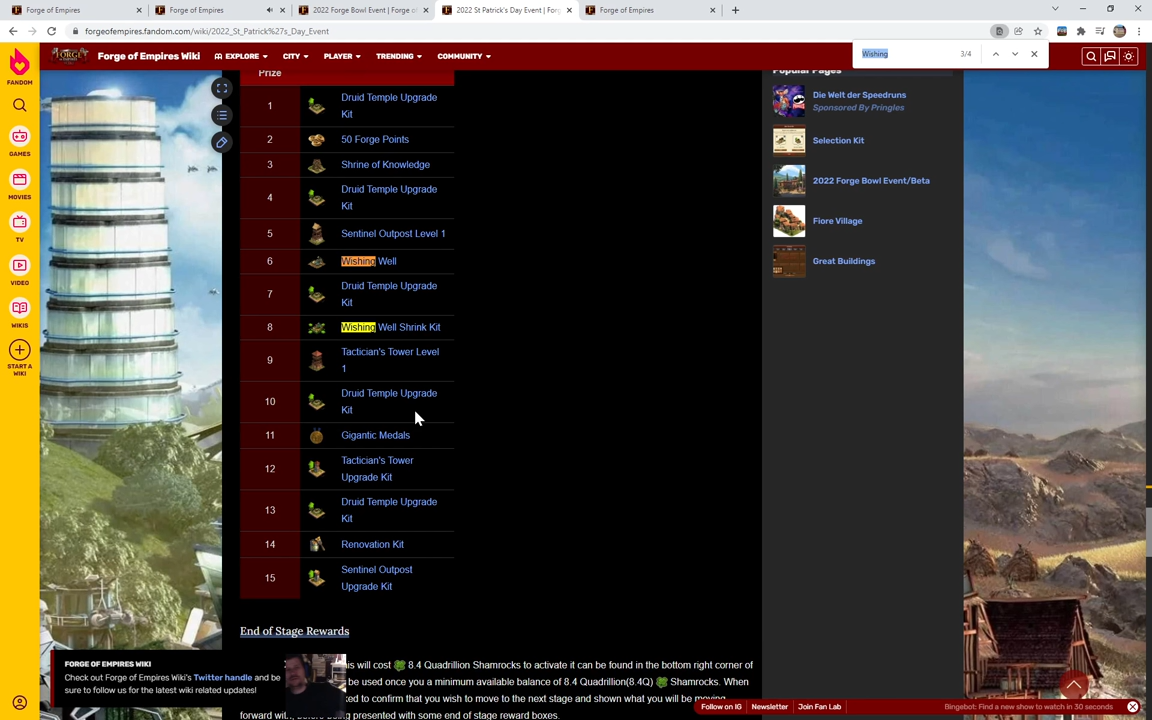 Forge of Empires
Forge of Empires
2022 Forge Bowl Event | Forge of
2022 St Patrick's Day Event | Forg
Forge of Empires
forgeofempires.fandom.com/wiki/2022_St_Patrick%27s_Day_Event
Wishing
3/4
FANDOM
GAMES
MOVIES
TV
VIDEO
WIKIS
START A
WIKI
Forge of Empires Wiki
EXPLORE
CITY
PLAYER
TRENDING
COMMUNITY
Prize
1
Druid Temple Upgrade
Kit
2
50 Forge Points
3
Shrine of Knowledge
4
Druid Temple Upgrade
Kit
5
Sentinel Outpost Level 1
6
Wishing Well
7
Druid Temple Upgrade
Kit
8
Wishing Well Shrink Kit
9
Tactician's Tower Level
1
10
Druid Temple Upgrade
Kit
11
Gigantic Medals
12
Tactician's Tower
Upgrade Kit
13
Druid Temple Upgrade
Kit
14
Renovation Kit
15
Sentinel Outpost
Upgrade Kit
Popular Pages
Die Welt der Speedruns
Sponsored By Pringles
Selection Kit
2022 Forge Bowl Event/Beta
Fiore Village
Great Buildings
End of Stage Rewards
is will cost 8.4 Quadrillion Shamrocks to activate it can be found in the bottom right corner of
be used once you a minimum available balance of 8.4 Quadrillion(8.4Q) Shamrocks. When
ked to confirm that you wish to move to the next stage and shown what you will be moving
forward with, before being presented with some end of stage reward boxes.
FORGE OF EMPIRES WIKI
Check out Forge of Empires Wiki's Twitter handle and be
sure to follow us for the latest wiki related updates!
Follow on IG
Newsletter
Join Fan Lab
Bingebot: Find a new show to watch in 30 seconds